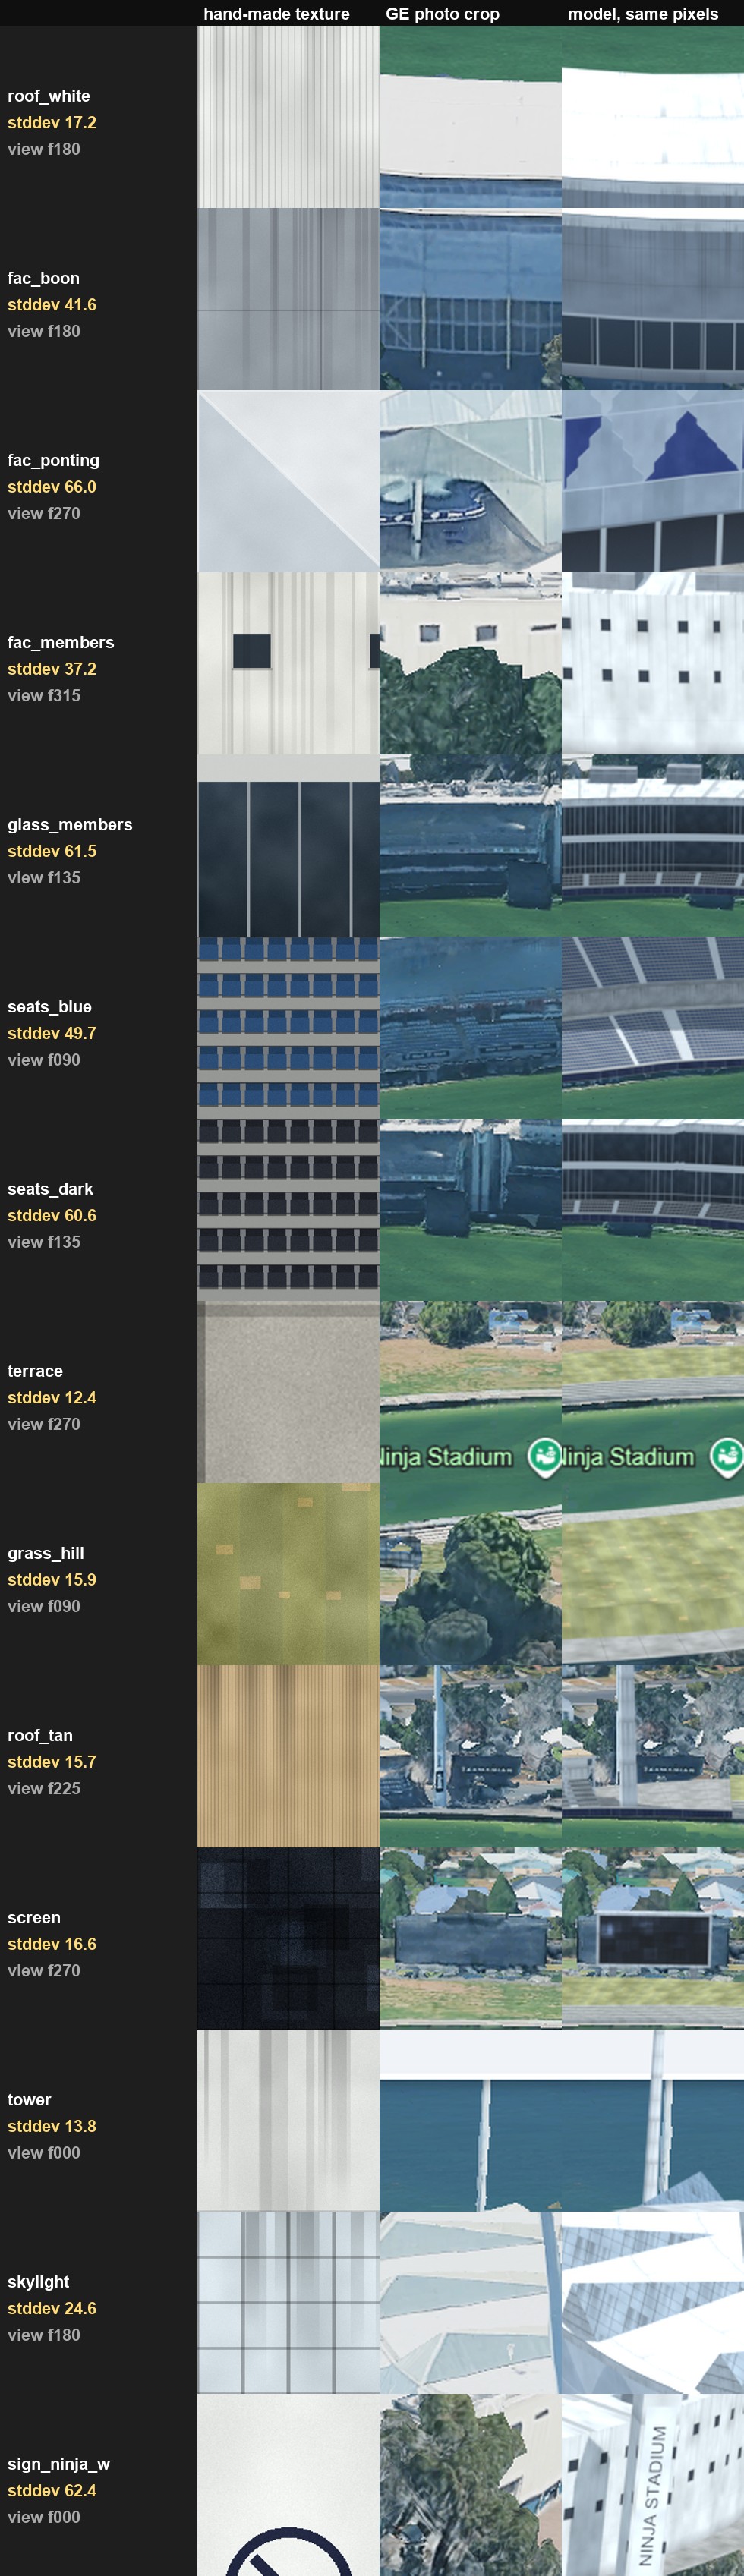 hand-made texture
GE photo crop
model, same pixels
roof_white
stddev 17.2
view f180
fac_boon
stddev 41.6
view f180
fac_ponting
stddev 66.0
view f270
fac_members
stddev 37.2
view f315
glass_members
stddev 61.5
view f135
seats_blue
stddev 49.7
view f090
seats_dark
stddev 60.6
view f135
terrace
stddev 12.4
view f270
Ninja Stadium
Ninja Stadium
grass_hill
stddev 15.9
view f090
roof_tan
stddev 15.7
view f225
TASMANIAN
TASMANIAN
screen
stddev 16.6
view f270
tower
stddev 13.8
view f000
skylight
stddev 24.6
view f180
sign_ninja_w
stddev 62.4
view f000
NINJA STADIUM